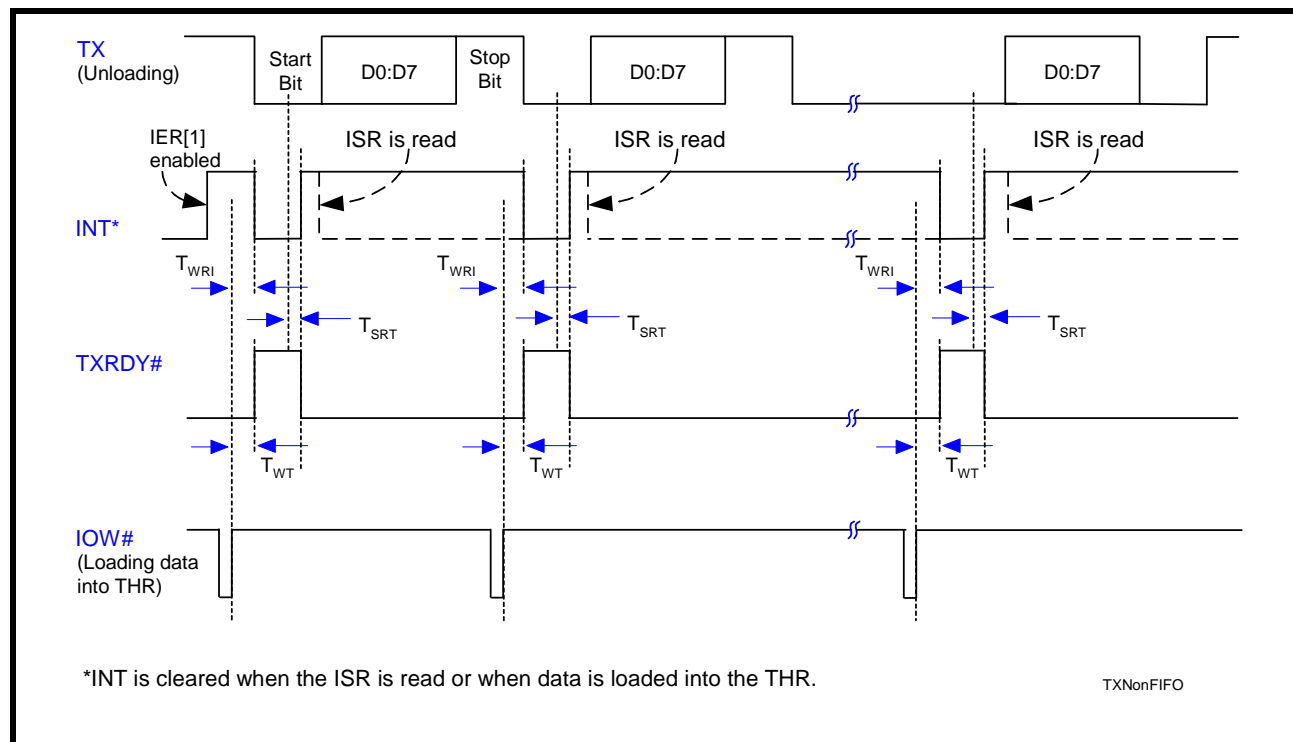 TX
(Unloading)
Start
Bit
D0:D7
Stop
Bit
D0:D7
D0:D7
IER[1]
enabled
ISR is read
ISR is read
ISR is read
INT*
TWRI
TWRI
TWRI
TSRT
TSRT
TSRT
TXRDY#
TWT
TWT
TWT
IOW#
(Loading data
into THR)
*INT is cleared when the ISR is read or when data is loaded into the THR.
TXNonFIFO